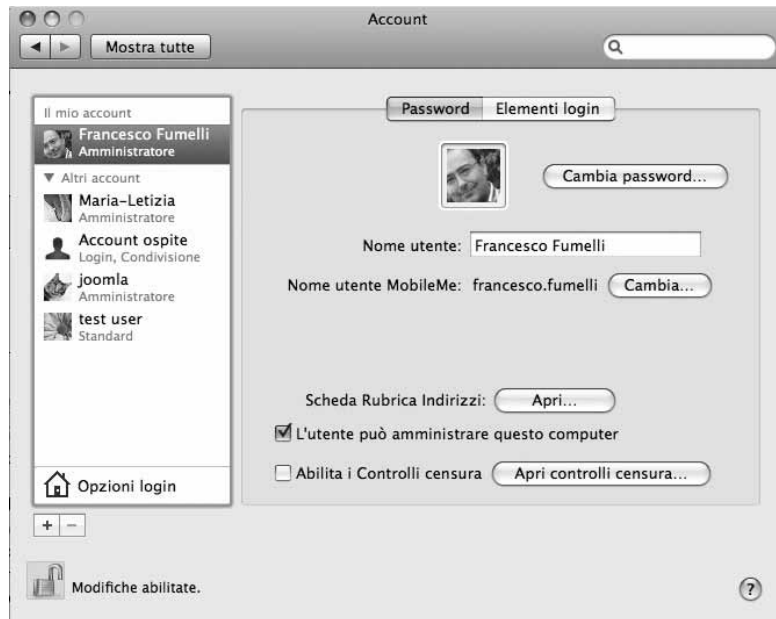 Account
Mostra tutte
Il mio account
Francesco Fumelli
Amministratore
Altri account
Maria-Letizia
Amministratore
Account ospite
Login, Condivisione
joomla
Amministratore
test user
Standard
Opzioni login
+ −
Modifiche abilitate.
Password Elementi login
Cambia password...
Nome utente: Francesco Fumelli
Nome utente MobileMe: francesco.fumelli Cambia...
Scheda Rubrica Indirizzi: Apri...
L'utente può amministrare questo computer
Abilita i Controlli censura Apri controlli censura...
?